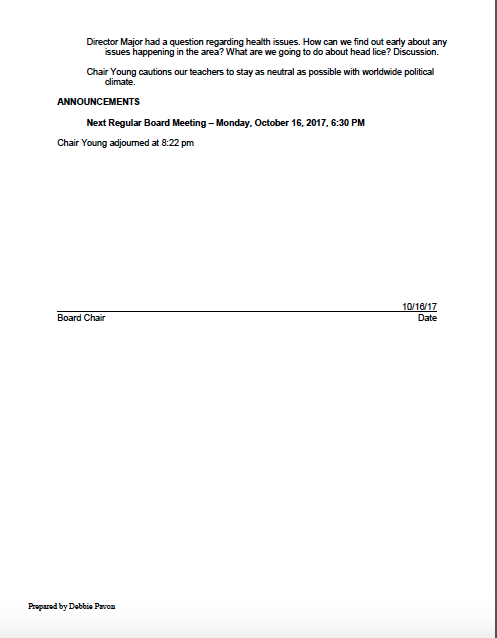 Director Major had a question regarding health issues. How can we find out early about any
issues happening in the area? What are we going to do about head lice? Discussion.
Chair Young cautions our teachers to stay as neutral as possible with worldwide political
climate.
ANNOUNCEMENTS
Next Regular Board Meeting – Monday, October 16, 2017, 6:30 PM
Chair Young adjourned at 8:22 pm
10/16/17
Board Chair Date
Prepared by Debbie Pavon